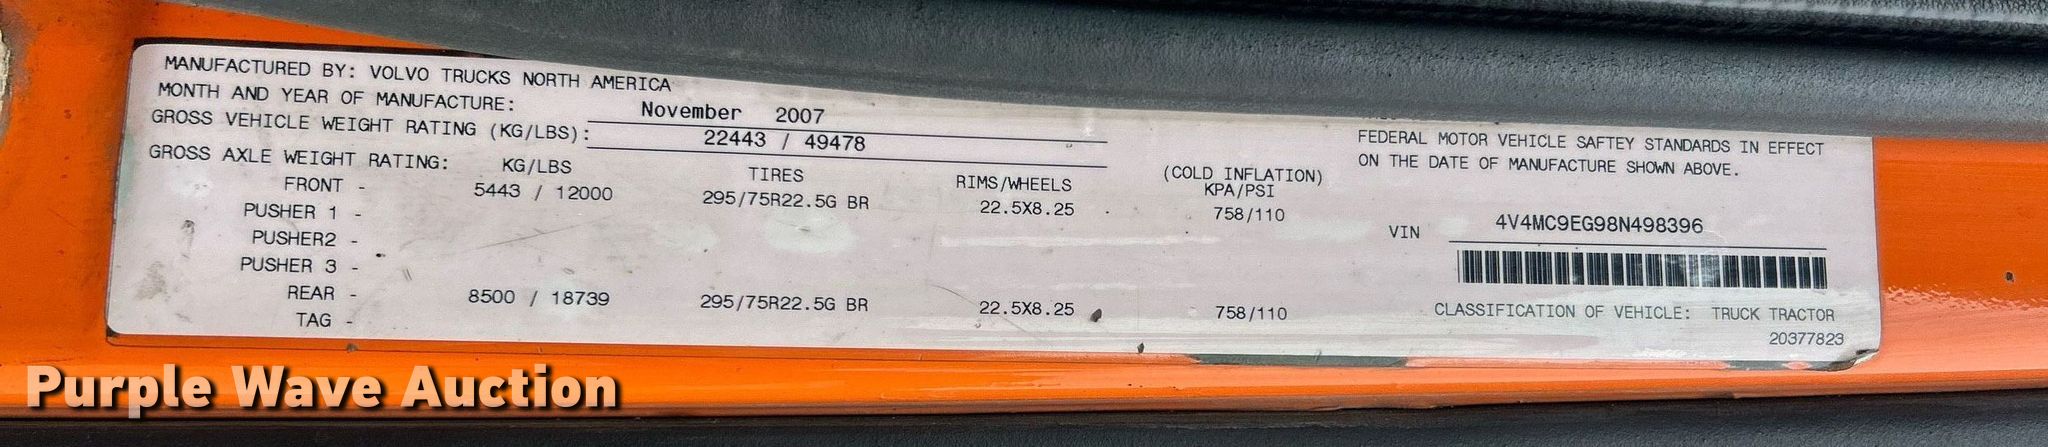 MANUFACTURED BY: VOLVO TRUCKS NORTH AMERICA
MONTH AND YEAR OF MANUFACTURE: November 2007
GROSS VEHICLE WEIGHT RATING (KG/LBS): 22443 / 49478
GROSS AXLE WEIGHT RATING: KG/LBS TIRES RIMS/WHEELS (COLD INFLATION) KPA/PSI
FRONT - 5443 / 12000 295/75R22.5G BR 22.5X8.25 758/110
PUSHER 1 -
PUSHER2 -
PUSHER 3 -
REAR - 8500 / 18739 295/75R22.5G BR 22.5X8.25 758/110
TAG -
FEDERAL MOTOR VEHICLE SAFTEY STANDARDS IN EFFECT
ON THE DATE OF MANUFACTURE SHOWN ABOVE.
VIN 4V4MC9EG98N498396
CLASSIFICATION OF VEHICLE: TRUCK TRACTOR
20377823
Purple Wave Auction